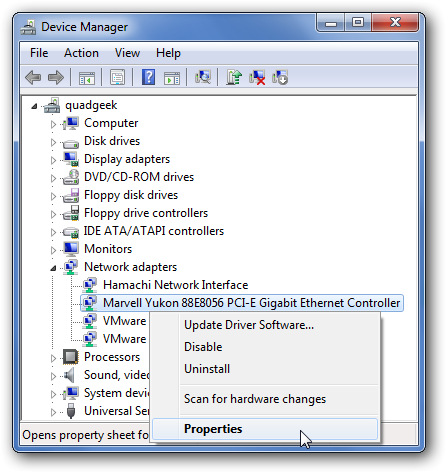 Device Manager
File Action View Help
quadgeek
Computer
Disk drives
Display adapters
DVD/CD-ROM drives
Floppy disk drives
Floppy drive controllers
IDE ATA/ATAPI controllers
Monitors
Network adapters
Hamachi Network Interface
Marvell Yukon 88E8056 PCI-E Gigabit Ethernet Controller
VMware
VMware
Processors
Sound, vide
System devic
Universal Ser
Update Driver Software...
Disable
Uninstall
Scan for hardware changes
Properties
Opens property sheet fo